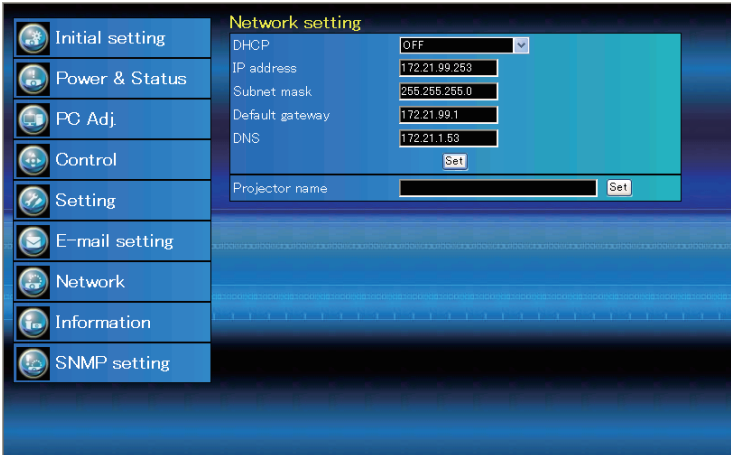 Initial setting
Power & Status
PC Adj.
Control
Setting
E-mail setting
Network
Information
SNMP setting
Network setting
DHCP OFF
IP address 172.21.99.253
Subnet mask 255.255.255.0
Default gateway 172.21.99.1
DNS 172.21.1.53
Set
Projector name Set